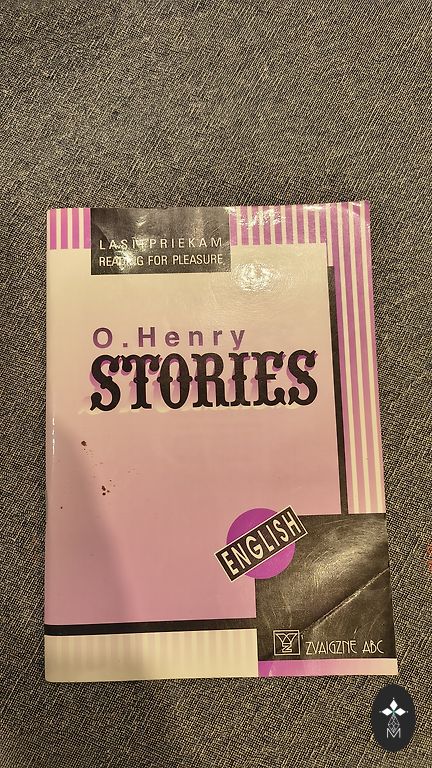 LASI PRIEKAM
READING FOR PLEASURE
O.Henry
STORIES
ENGLISH
ZVAIGZNE ABC